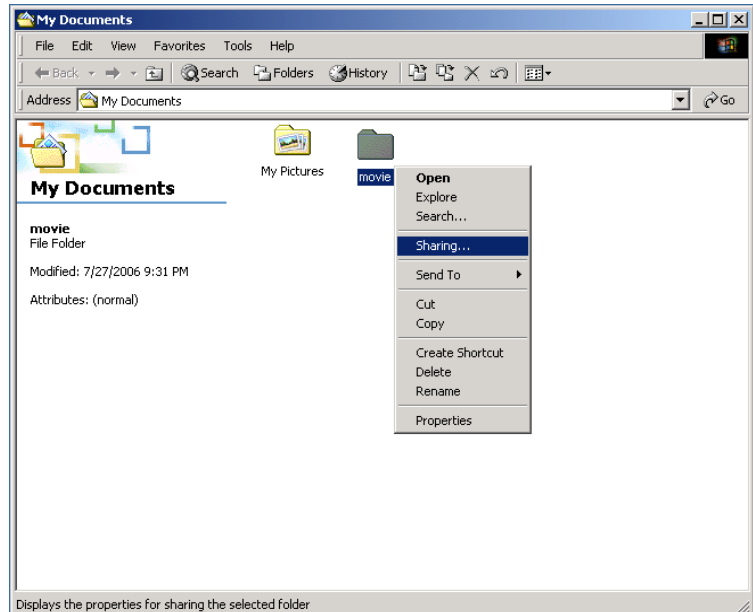 My Documents
File Edit View Favorites Tools Help
Back Search Folders History
Address My Documents Go
My Documents
movie
File Folder
Modified: 7/27/2006 9:31 PM
Attributes: (normal)
My Pictures
movie
Open
Explore
Search...
Sharing...
Send To
Cut
Copy
Create Shortcut
Delete
Rename
Properties
Displays the properties for sharing the selected folder